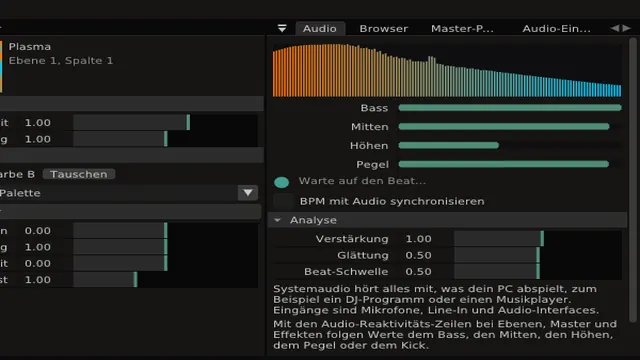 Audio Browser Master-P... Audio-Ein...
Plasma
Ebene 1, Spalte 1
it 1.00
g 1.00
arbe B Tauschen
Palette
n 0.00
g 1.00
it 0.00
st 1.00
Bass
Mitten
Höhen
Pegel
Warte auf den Beat...
BPM mit Audio synchronisieren
Analyse
Verstärkung 1.00
Glättung 0.50
Beat-Schwelle 0.50
Systemaudio hört alles mit, was dein PC abspielt, zum
Beispiel ein DJ-Programm oder einen Musikplayer.
Eingänge sind Mikrofone, Line-In und Audio-Interfaces.
Mit den Audio-Reaktivitäts-Zeilen bei Ebenen, Master und
Effekten folgen Werte dem Bass, den Mitten, den Höhen,
dem Pegel oder dem Kick.